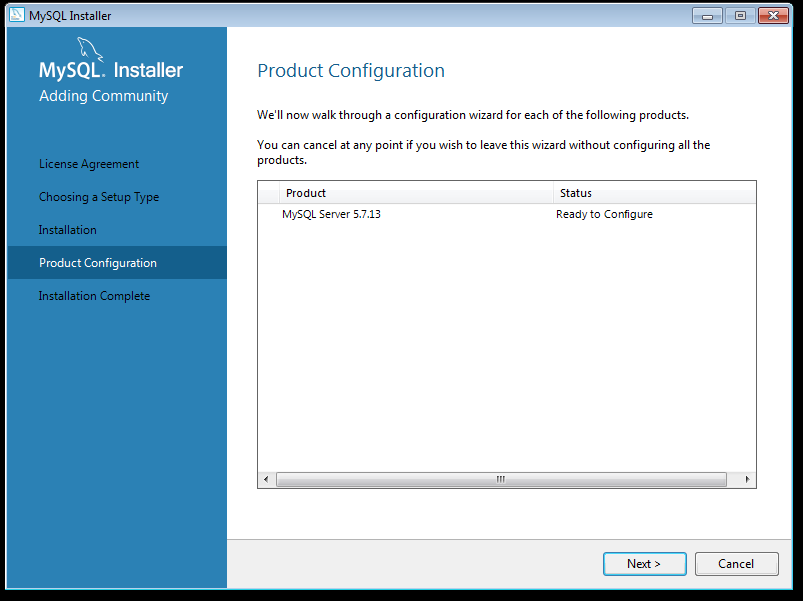 MySQL Installer
MySQL. Installer
Adding Community
License Agreement
Choosing a Setup Type
Installation
Product Configuration
Installation Complete
Product Configuration
We'll now walk through a configuration wizard for each of the following products.
You can cancel at any point if you wish to leave this wizard without configuring all the
products.
Product Status
MySQL Server 5.7.13 Ready to Configure
Next > Cancel